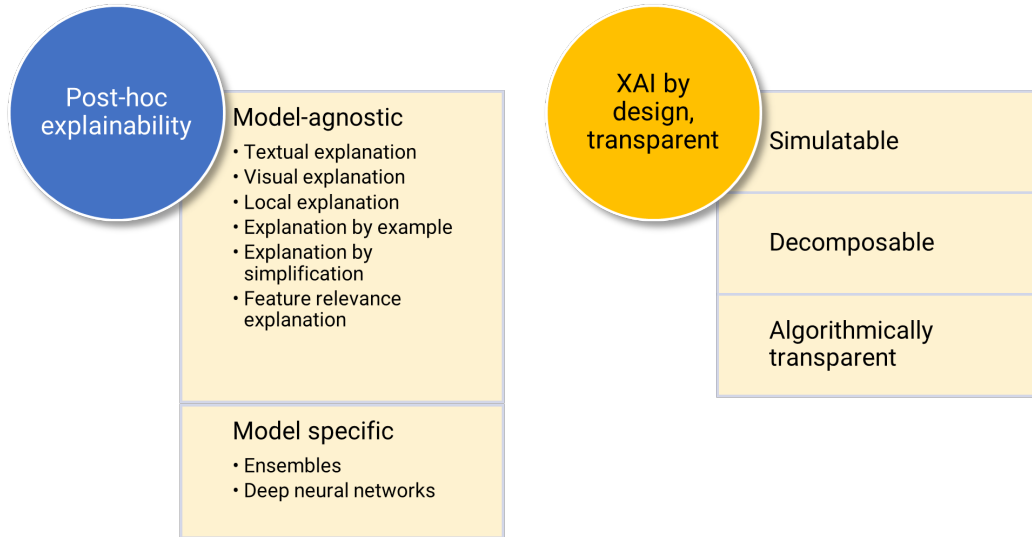 Post-hoc
explainability
Model-agnostic
• Textual explanation
• Visual explanation
• Local explanation
• Explanation by example
• Explanation by
simplification
• Feature relevance
explanation
Model specific
• Ensembles
• Deep neural networks
XAI by
design,
transparent
Simulatable
Decomposable
Algorithmically
transparent